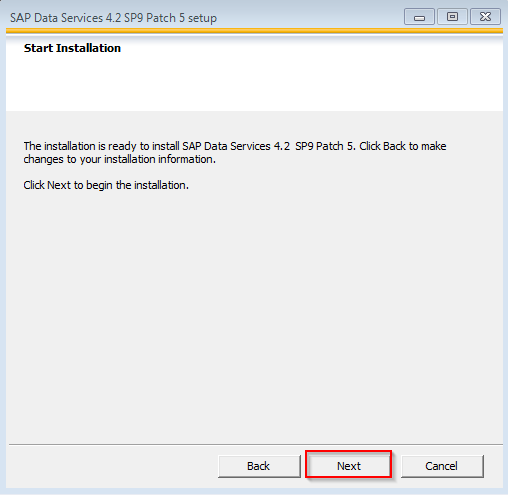 SAP Data Services 4.2 SP9 Patch 5 setup
Start Installation
The installation is ready to install SAP Data Services 4.2  SP9 Patch 5. Click Back to make
changes to your installation information.
Click Next to begin the installation.
Back
Next
Cancel